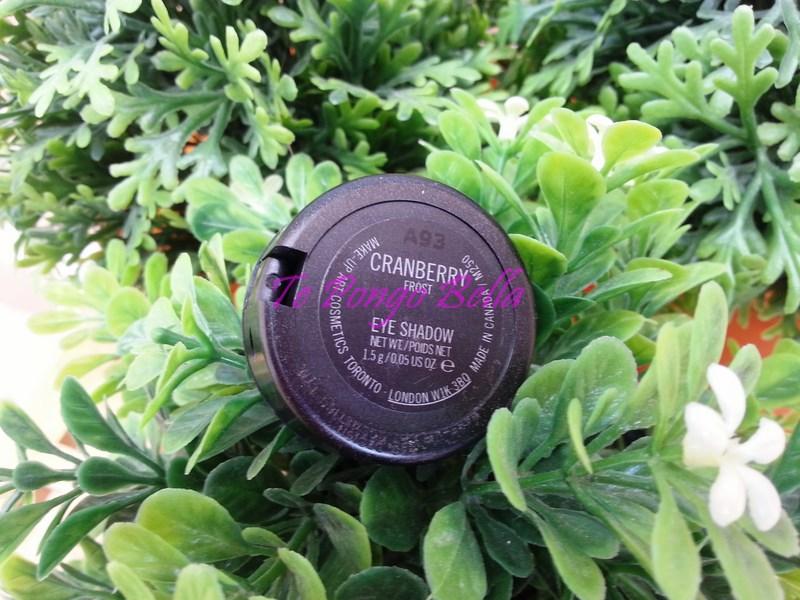 A93
CRANBERRY
FROST
Te Pongo Bella
EYE SHADOW
NET WT./POIDS NET
1.5 g / 0.05 US OZ e
MAKE-UP ART COSMETICS TORONTO LONDON W1K 3BQ MADE IN CANADA / M250